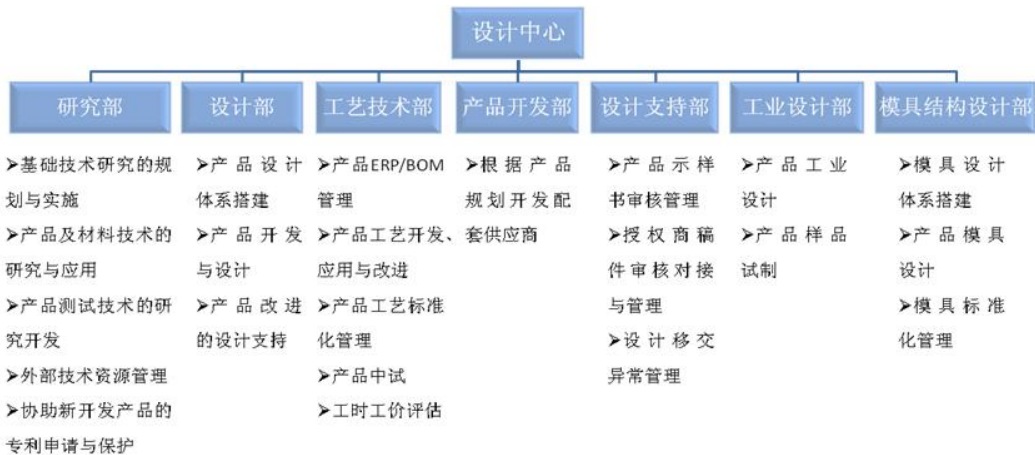 设计中心
研究部
设计部
工艺技术部
产品开发部
设计支持部
工业设计部
模具结构设计部
➢基础技术研究的规
划与实施
➢产品及材料技术的
研究与应用
➢产品测试技术的研
究开发
➢外部技术资源管理
➢协助新开发产品的
专利申请与保护
➢产品设计
体系搭建
➢产品开发
与设计
➢产品改进
的设计支持
➢产品ERP/BOM
管理
➢产品工艺开发、
应用与改进
➢产品工艺标准
化管理
➢产品中试
➢工时工价评估
➢根据产品
规划开发配
套供应商
➢产品示样
书审核管理
➢授权商稿
件审核对接
与管理
➢设计移交
异常管理
➢产品工业
设计
➢产品样品
试制
➢模具设计
体系搭建
➢产品模具
设计
➢模具标准
化管理